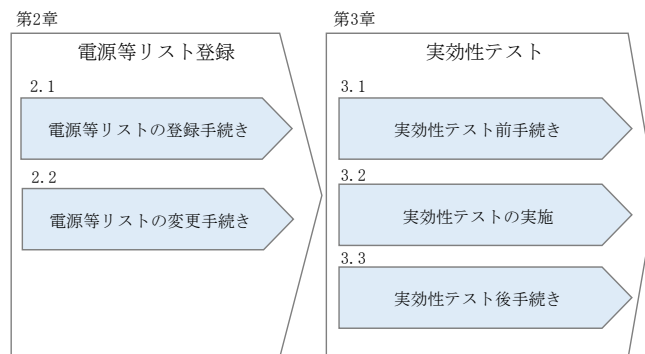 第2章
電源等リスト登録
2.1
電源等リストの登録手続き
2.2
電源等リストの変更手続き
第3章
実効性テスト
3.1
実効性テスト前手続き
3.2
実効性テストの実施
3.3
実効性テスト後手続き